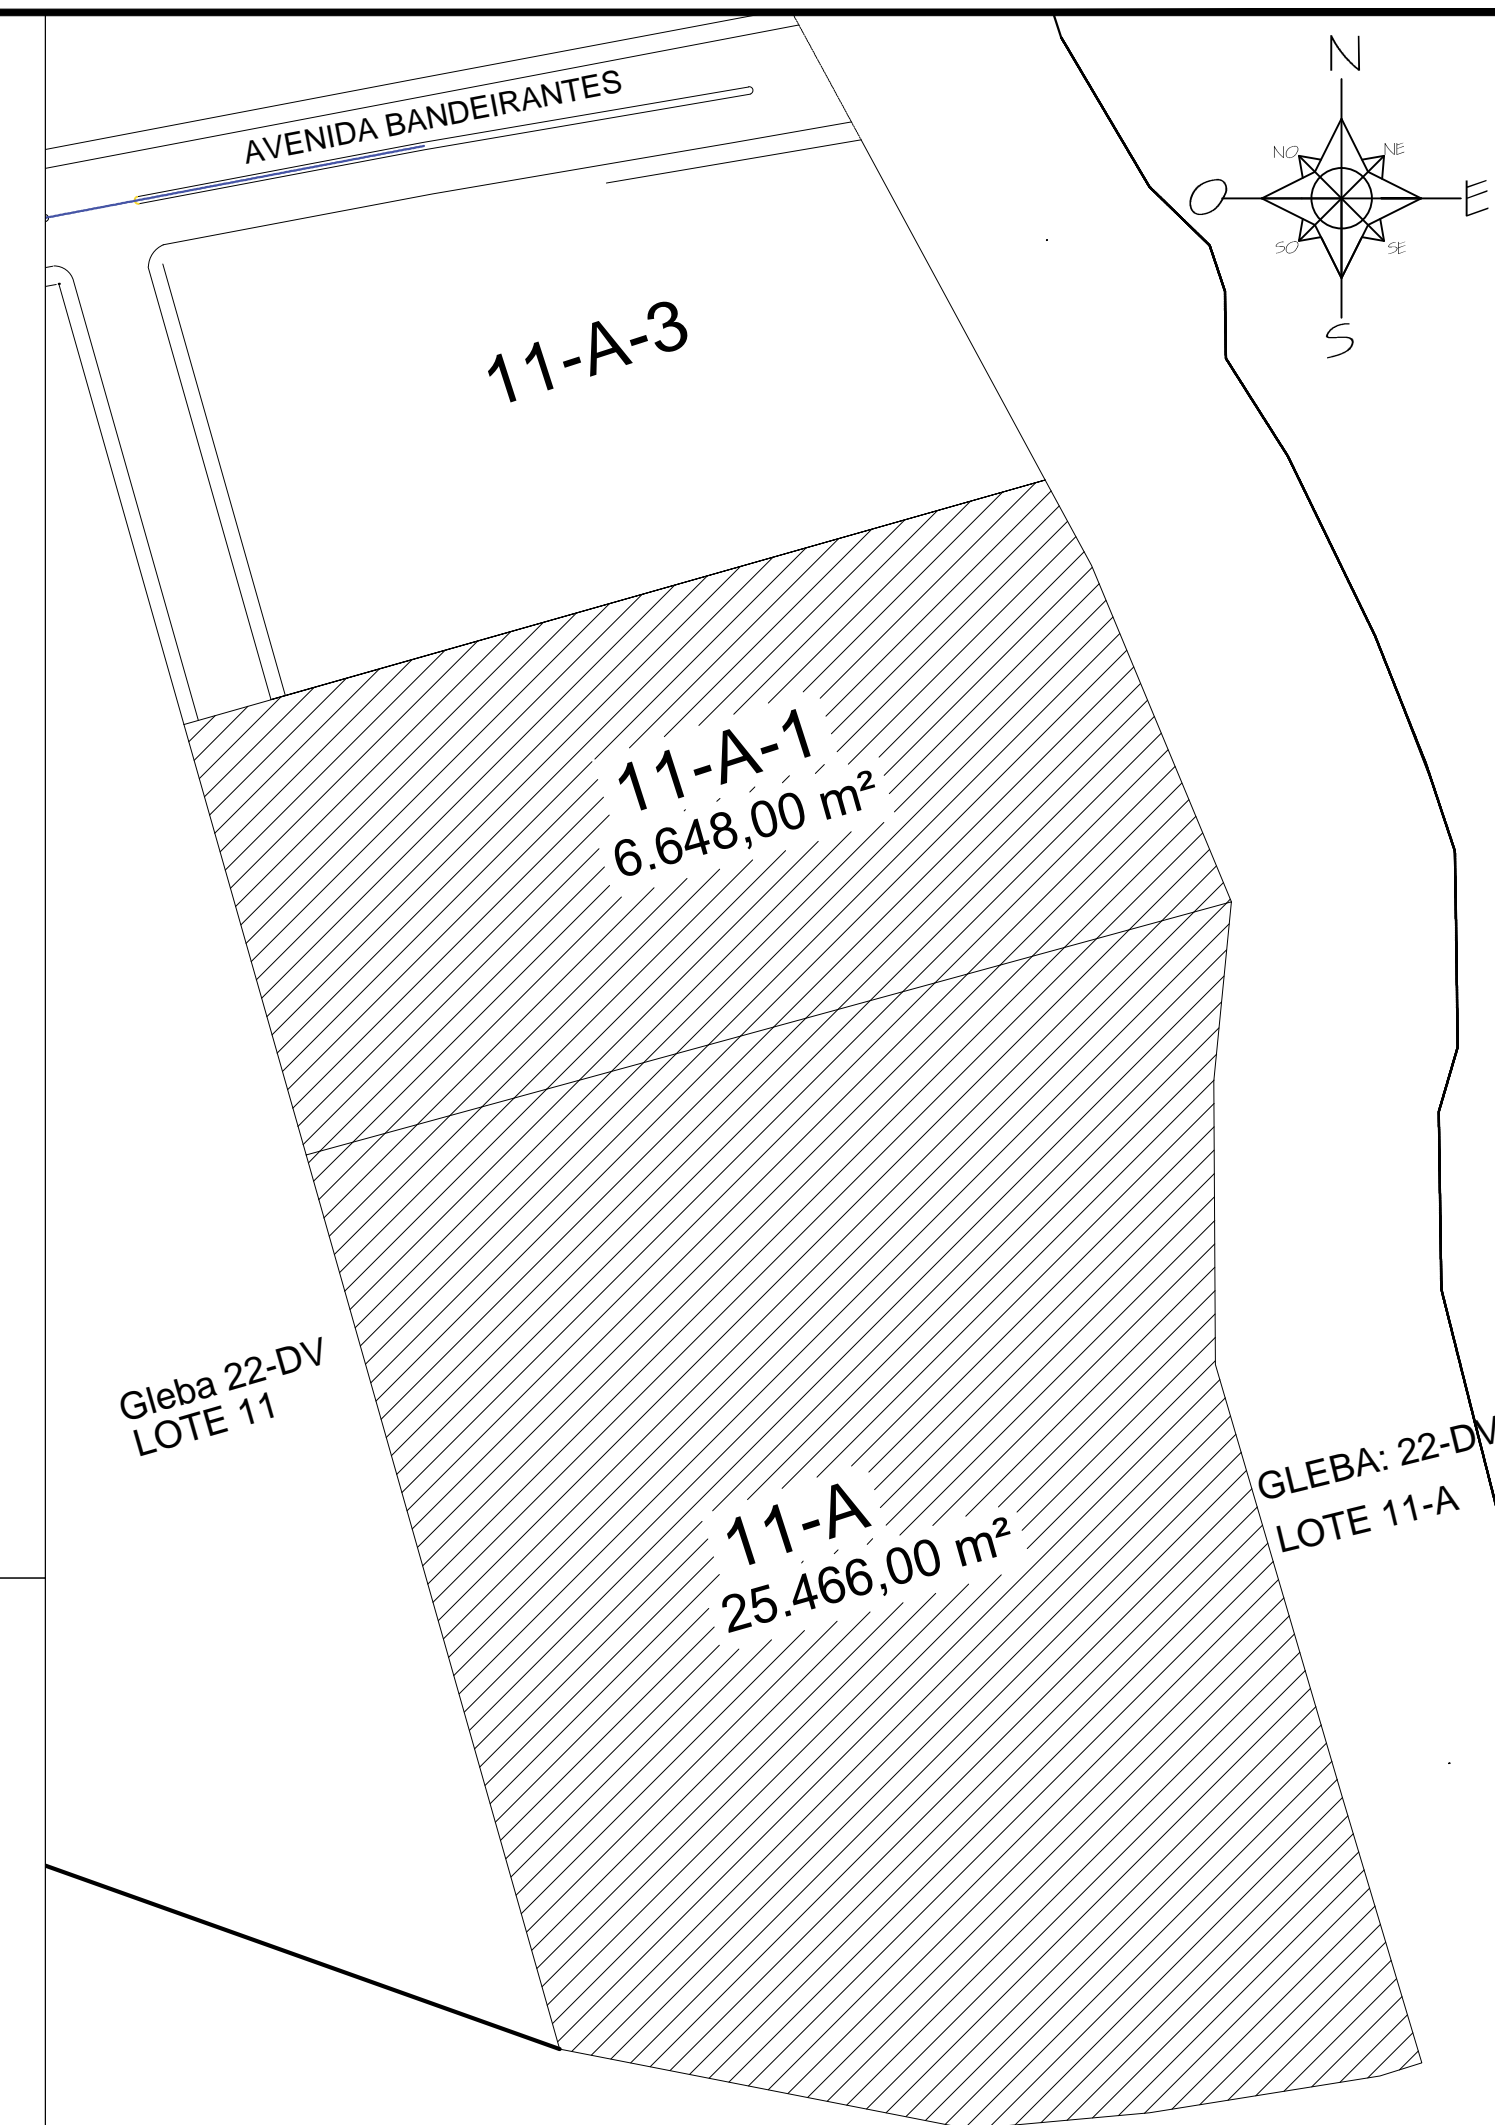 AVENIDA BANDEIRANTES
N
NO
NE
O
E
SO
SE
S
11-A-3
11-A-1
6.648,00 m²
Gleba 22-DV
LOTE 11
GLEBA: 22-DV
LOTE 11-A
11-A
25.466,00 m²